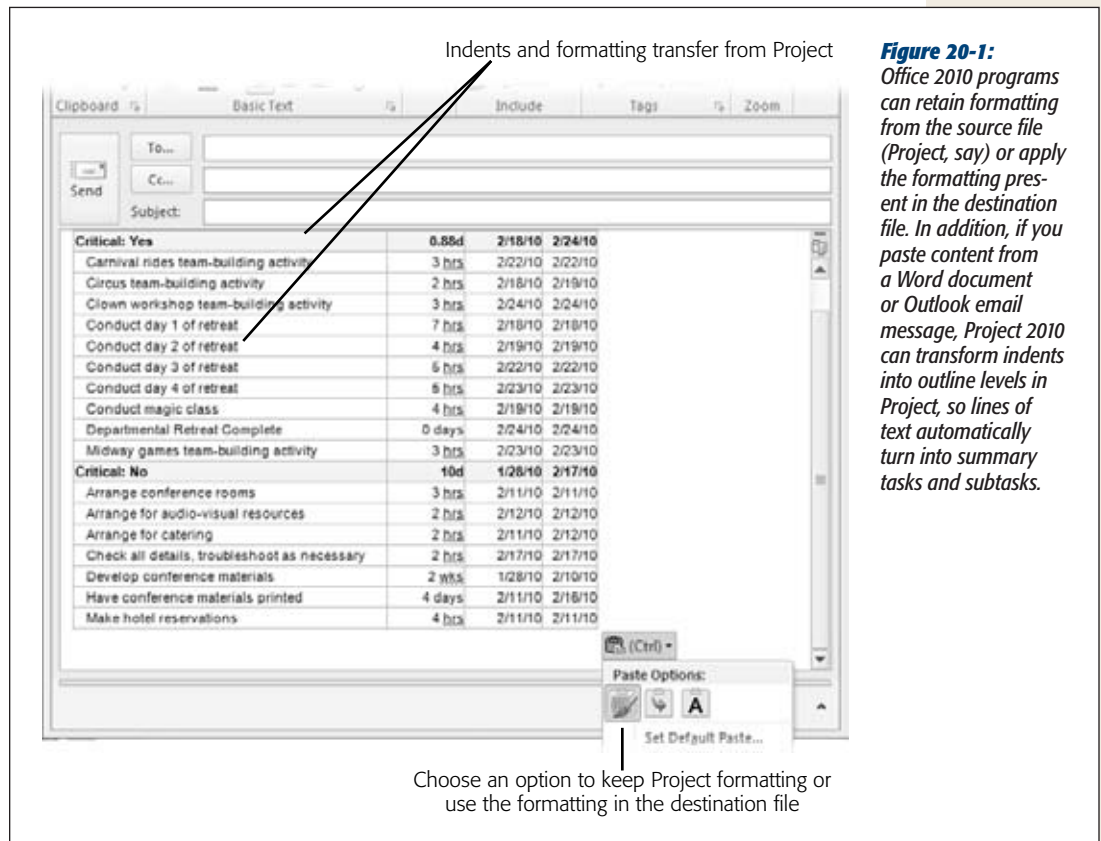 Indents and formatting transfer from Project
Clipboard Basic Text Include Tags Zoom
To...
Cc...
Send
Subject:
Critical: Yes 0.88d 2/18/10 2/24/10
Carnival rides team-building activity 3 hrs 2/22/10 2/22/10
Circus team-building activity 2 hrs 2/18/10 2/19/10
Clown workshop team-building activity 3 hrs 2/24/10 2/24/10
Conduct day 1 of retreat 7 hrs 2/18/10 2/18/10
Conduct day 2 of retreat 4 hrs 2/19/10 2/19/10
Conduct day 3 of retreat hrs 2/22/10 2/22/10
Conduct day 4 of retreat hrs 2/23/10 2/23/10
Conduct magic class 4 hrs 2/19/10 2/19/10
Departmental Retreat Complete 0 days 2/24/10 2/24/10
Midway games team-building activity 3 hrs 2/23/10 2/23/10
Critical: No 10d 1/28/10 2/17/10
Arrange conference rooms 3 hrs 2/11/10 2/11/10
Arrange for audio-visual resources 2 hrs 2/12/10 2/12/10
Arrange for catering 2 hrs 2/11/10 2/12/10
Check all details, troubleshoot as necessary 2 hrs 2/17/10 2/17/10
Develop conference materials 2 wks 1/28/10 2/10/10
Have conference materials printed 4 days 2/11/10 2/16/10
Make hotel reservations 4 hrs 2/11/10 2/11/10
(Ctrl)
Paste Options:
A
Set Default Paste...
Choose an option to keep Project formatting or
use the formatting in the destination file
Figure 20-1:
Office 2010 programs
can retain formatting
from the source file
(Project, say) or apply
the formatting pres-
ent in the destination
file. In addition, if you
paste content from
a Word document
or Outlook email
message, Project 2010
can transform indents
into outline levels in
Project, so lines of
text automatically
turn into summary
tasks and subtasks.